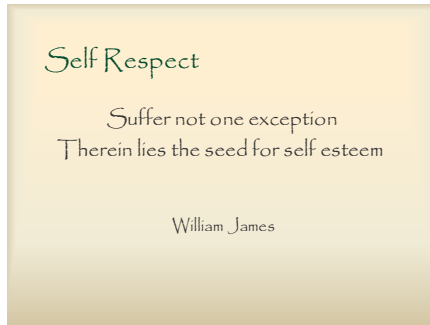 Self Respect
Suffer not one exception
Therein lies the seed for self esteem
William James